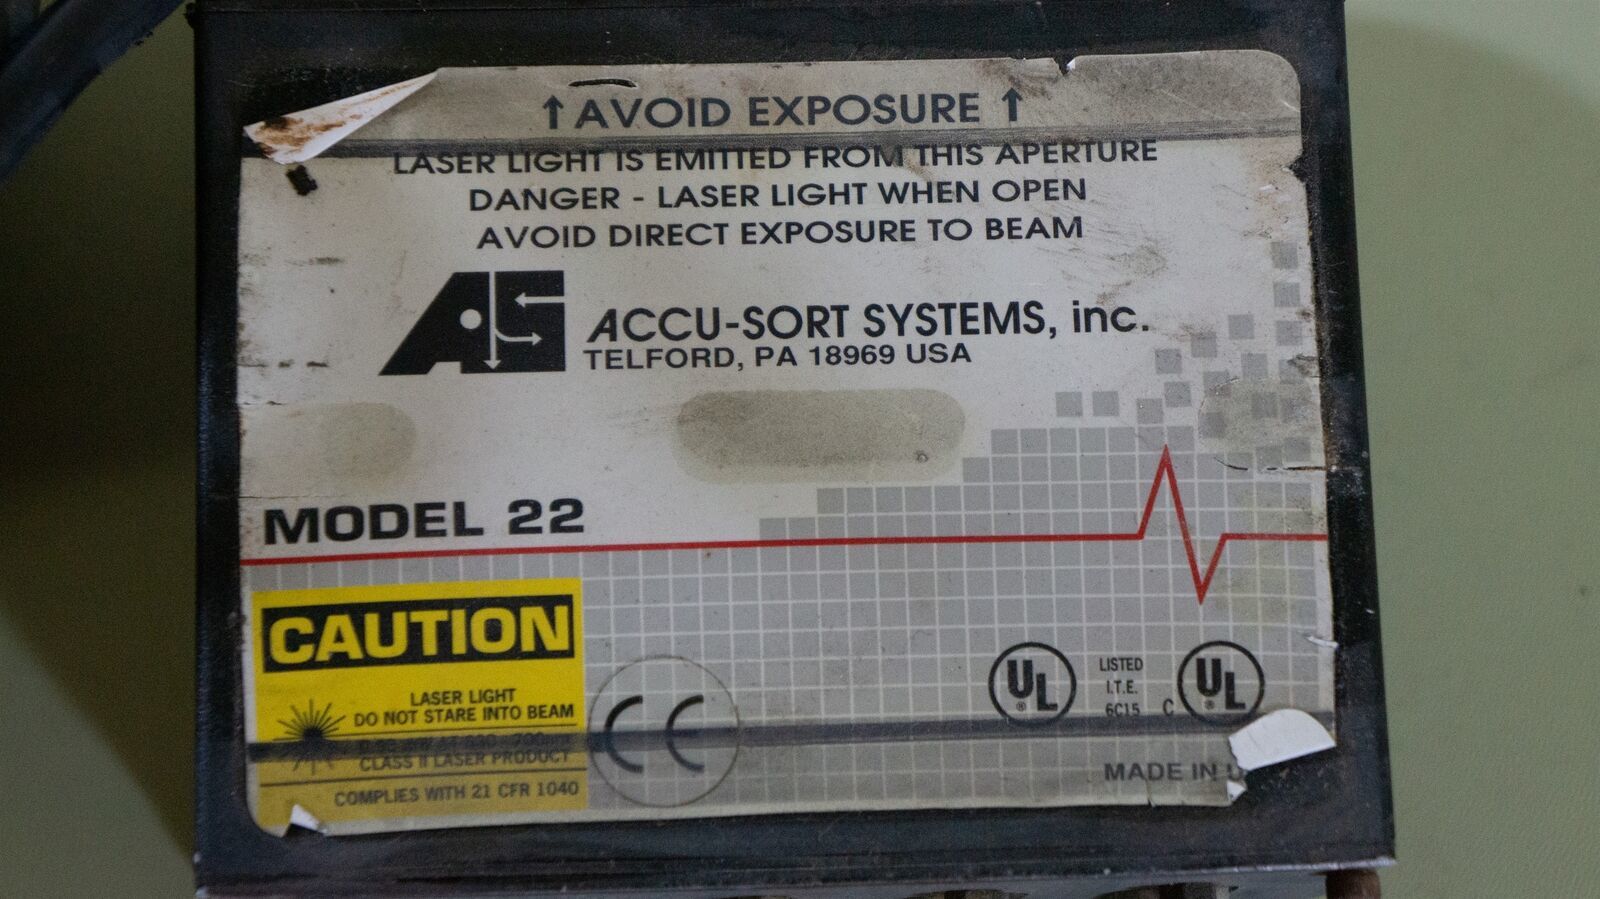 ↑ AVOID EXPOSURE ↑
LASER LIGHT IS EMITTED FROM THIS APERTURE
DANGER - LASER LIGHT WHEN OPEN
AVOID DIRECT EXPOSURE TO BEAM
AS ACCU-SORT SYSTEMS, inc.
TELFORD, PA 18969 USA
MODEL 22
CAUTION
LASER LIGHT
DO NOT STARE INTO BEAM
CLASS II LASER PRODUCT
COMPLIES WITH 21 CFR 1040
CE
UL ®
LISTED
I.T.E.
6C15
C UL ®
MADE IN